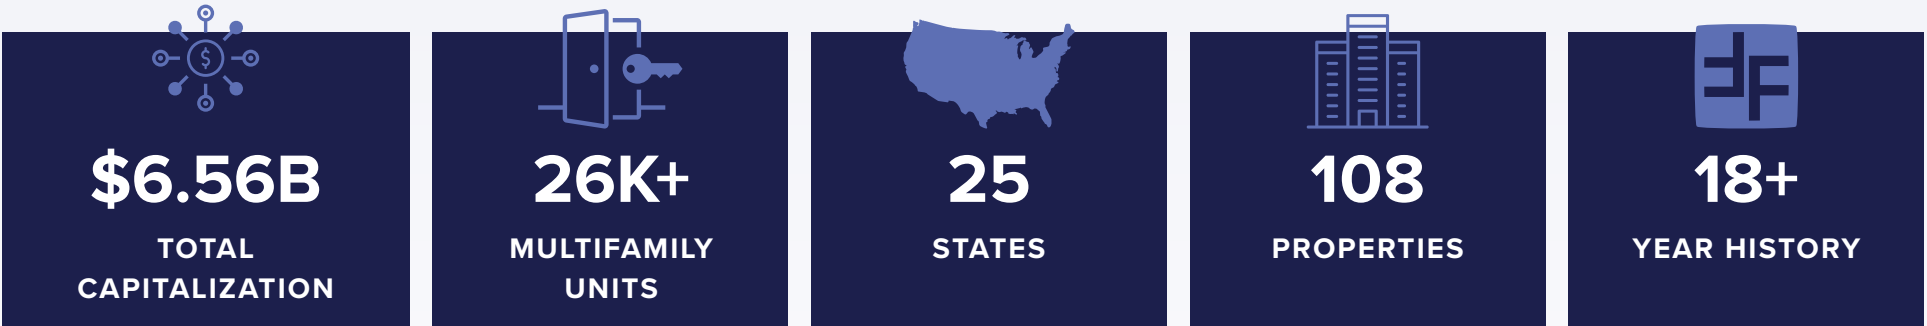 $
$6.56B
TOTAL
CAPITALIZATION
26K+
MULTIFAMILY
UNITS
25
STATES
108
PROPERTIES
18+
YEAR HISTORY